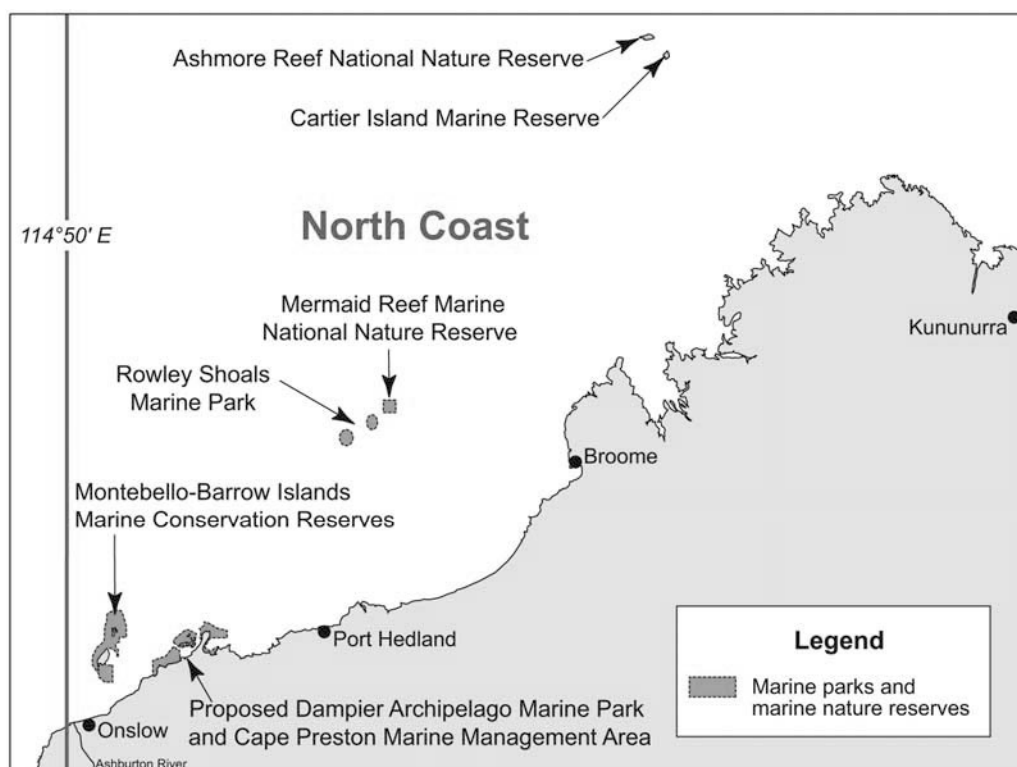 Ashmore Reef National Nature Reserve
Cartier Island Marine Reserve
North Coast
114°50' E
Mermaid Reef Marine
National Nature Reserve
Kununurra
Rowley Shoals
Marine Park
Broome
Montebello-Barrow Islands
Marine Conservation Reserves
Port Hedland
Legend
Marine parks and
marine nature reserves
Proposed Dampier Archipelago Marine Park
and Cape Preston Marine Management Area
Onslow
Ashburton River